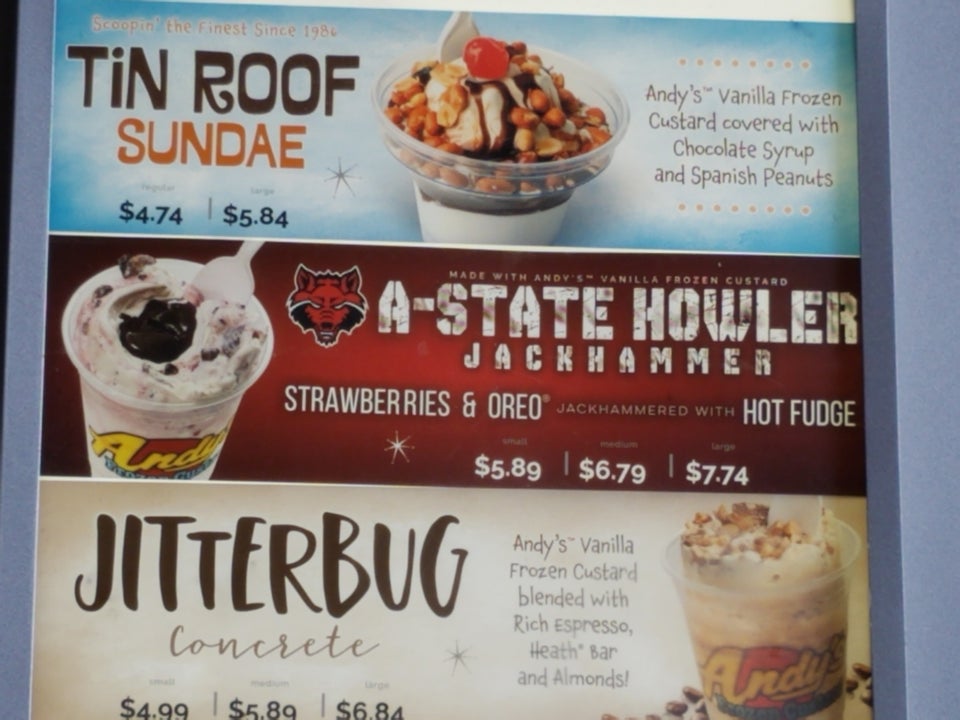 Scoopin' the Finest Since 1986
TiN ROOF
SUNDAE
regular large
$4.74 $5.84
Andy's™ Vanilla Frozen
Custard covered with
Chocolate Syrup
and Spanish Peanuts
MADE WITH ANDY'S™ VANILLA FROZEN CUSTARD
A-STATE HOWLER
JACKHAMMER
STRAWBERRIES & OREO® JACKHAMMERED WITH HOT FUDGE
small medium large
$5.89 $6.79 $7.74
Andy's
JITTERBUG
Concrete
small medium large
$4.99 $5.89 $6.84
Andy's™ Vanilla
Frozen Custard
blended with
Rich Espresso,
Heath® Bar
and Almonds!
Andy's